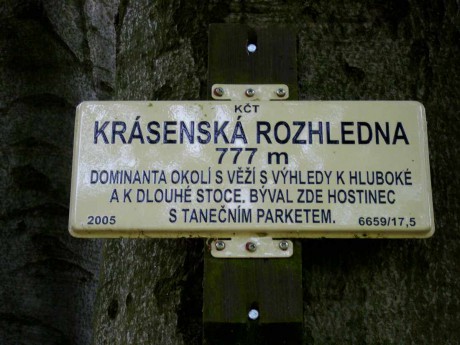 KČT
KRÁSENSKÁ ROZHLEDNA
777 m
DOMINANTA OKOLÍ S VĚŽÍ S VÝHLEDY K HLUBOKÉ
A K DLOUHÉ STOCE. BÝVAL ZDE HOSTINEC
S TANEČNÍM PARKETEM.
2005 6659/17,5